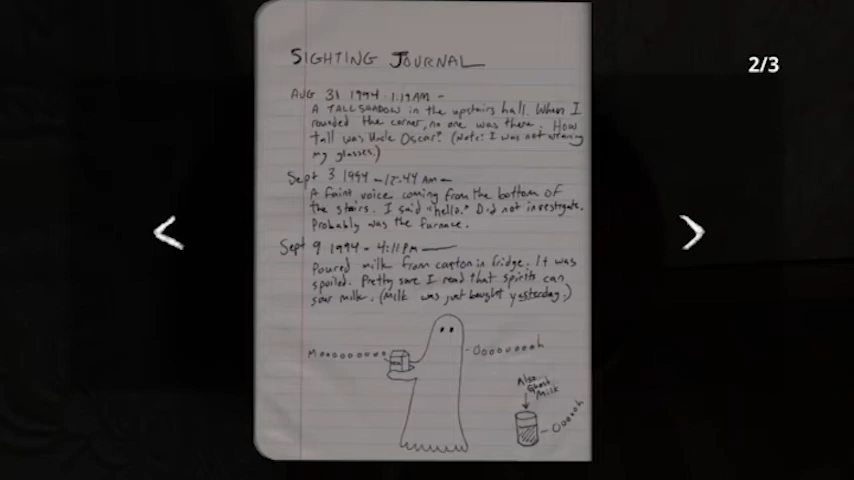 SIGHTING JOURNAL
2/3
AUG 31 1994 - 1:19AM -
A TALL SHADOW in the upstairs hall. When I
rounded the corner, no one was there. How
tall was Uncle Oscar? (Note: I was not wearing
my glasses.)
Sept 3 1994 - 12:44 AM -
A faint voice coming from the bottom of
the stairs. I said "hello." Did not investigate.
Probably was the furnace.
Sept 9 1994 - 4:11 PM
Poured milk from carton in fridge. It was
spoiled. Pretty sure I read that spirits can
sour milk. (Milk was just bought yesterday.)
Mooooooooo
-Oooooooooh
Also
Ghost
Milk
-Oooooh